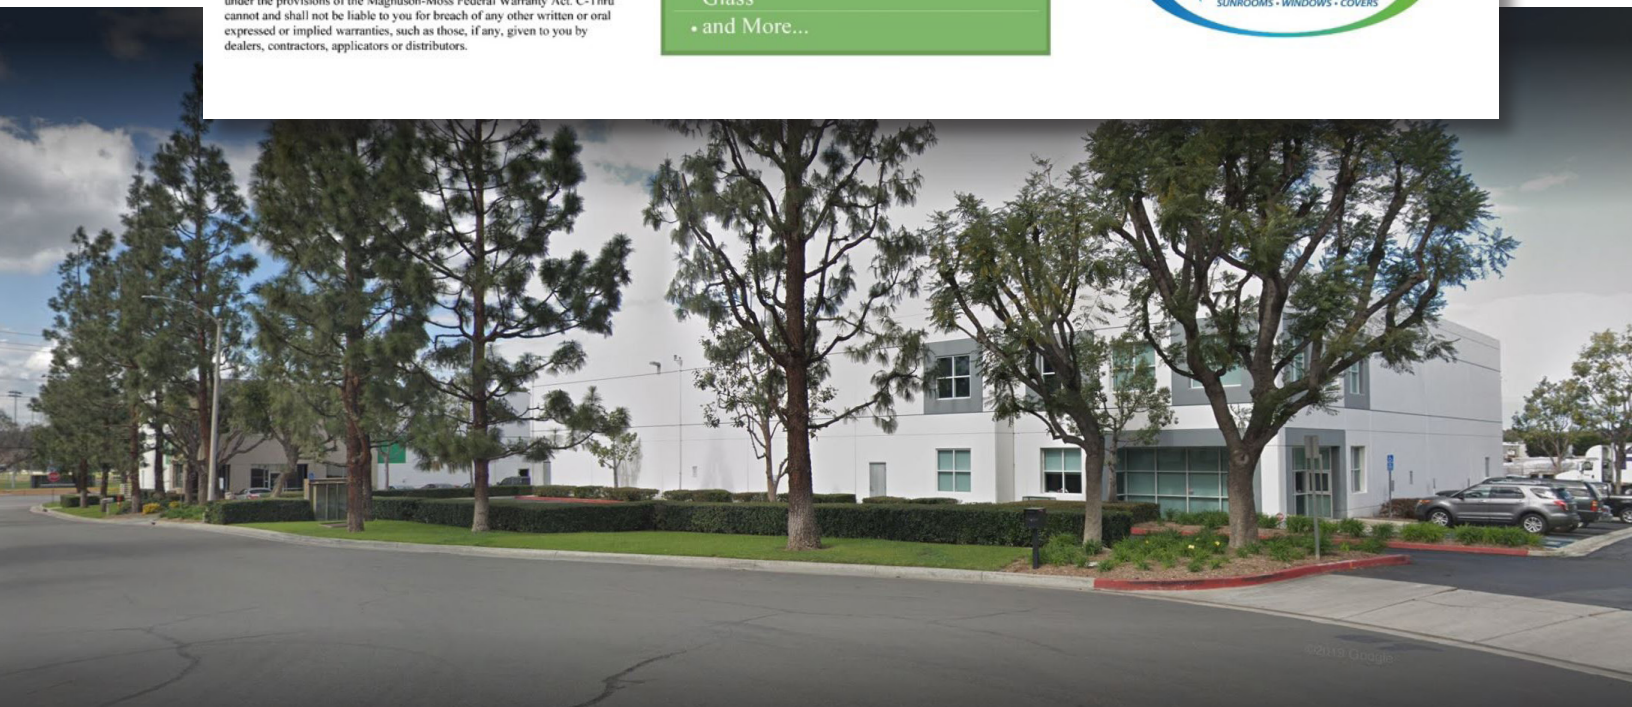 under the provisions of the Magnuson-Moss Federal Warranty Act. C-Thru
cannot and shall not be liable to you for breach of any other written or oral
expressed or implied warranties, such as those, if any, given to you by
dealers, contractors, applicators or distributors.
Glass
• and More...
SUNROOMS • WINDOWS • COVERS
©2019 Google